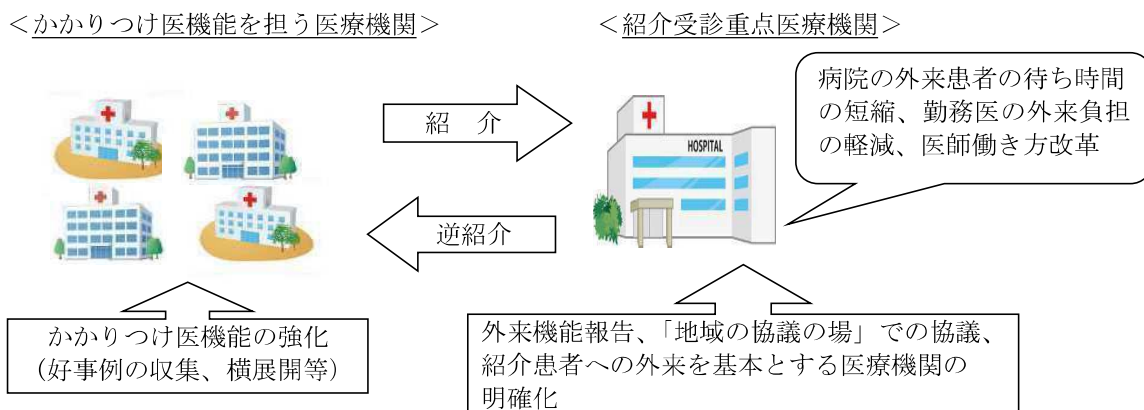 <かかりつけ医機能を担う医療機関>
<紹介受診重点医療機関>
病院の外来患者の待ち時間
の短縮、勤務医の外来負担
の軽減、医師働き方改革
紹 介
HOSPITAL
逆紹介
かかりつけ医機能の強化
(好事例の収集、横展開等)
外来機能報告、「地域の協議の場」での協議、
紹介患者への外来を基本とする医療機関の
明確化